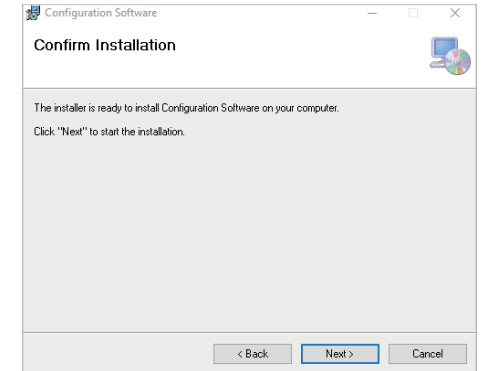 Configuration Software
Confirm Installation
The installer is ready to install Configuration Software on your computer.
Click "Next" to start the installation.
< Back
Next >
Cancel